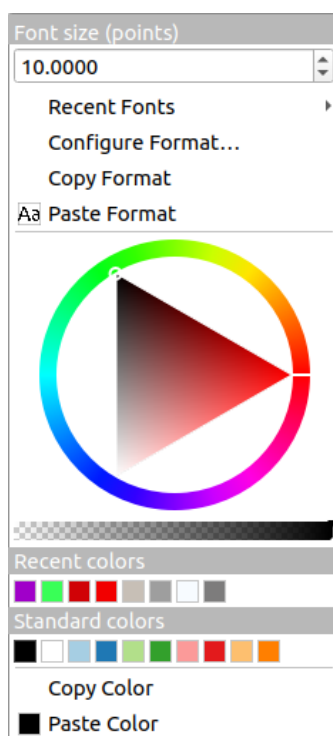 Font size (points)
10.0000
Recent Fonts
Configure Format…
Copy Format
Aa Paste Format
Recent colors
Standard colors
Copy Color
Paste Color